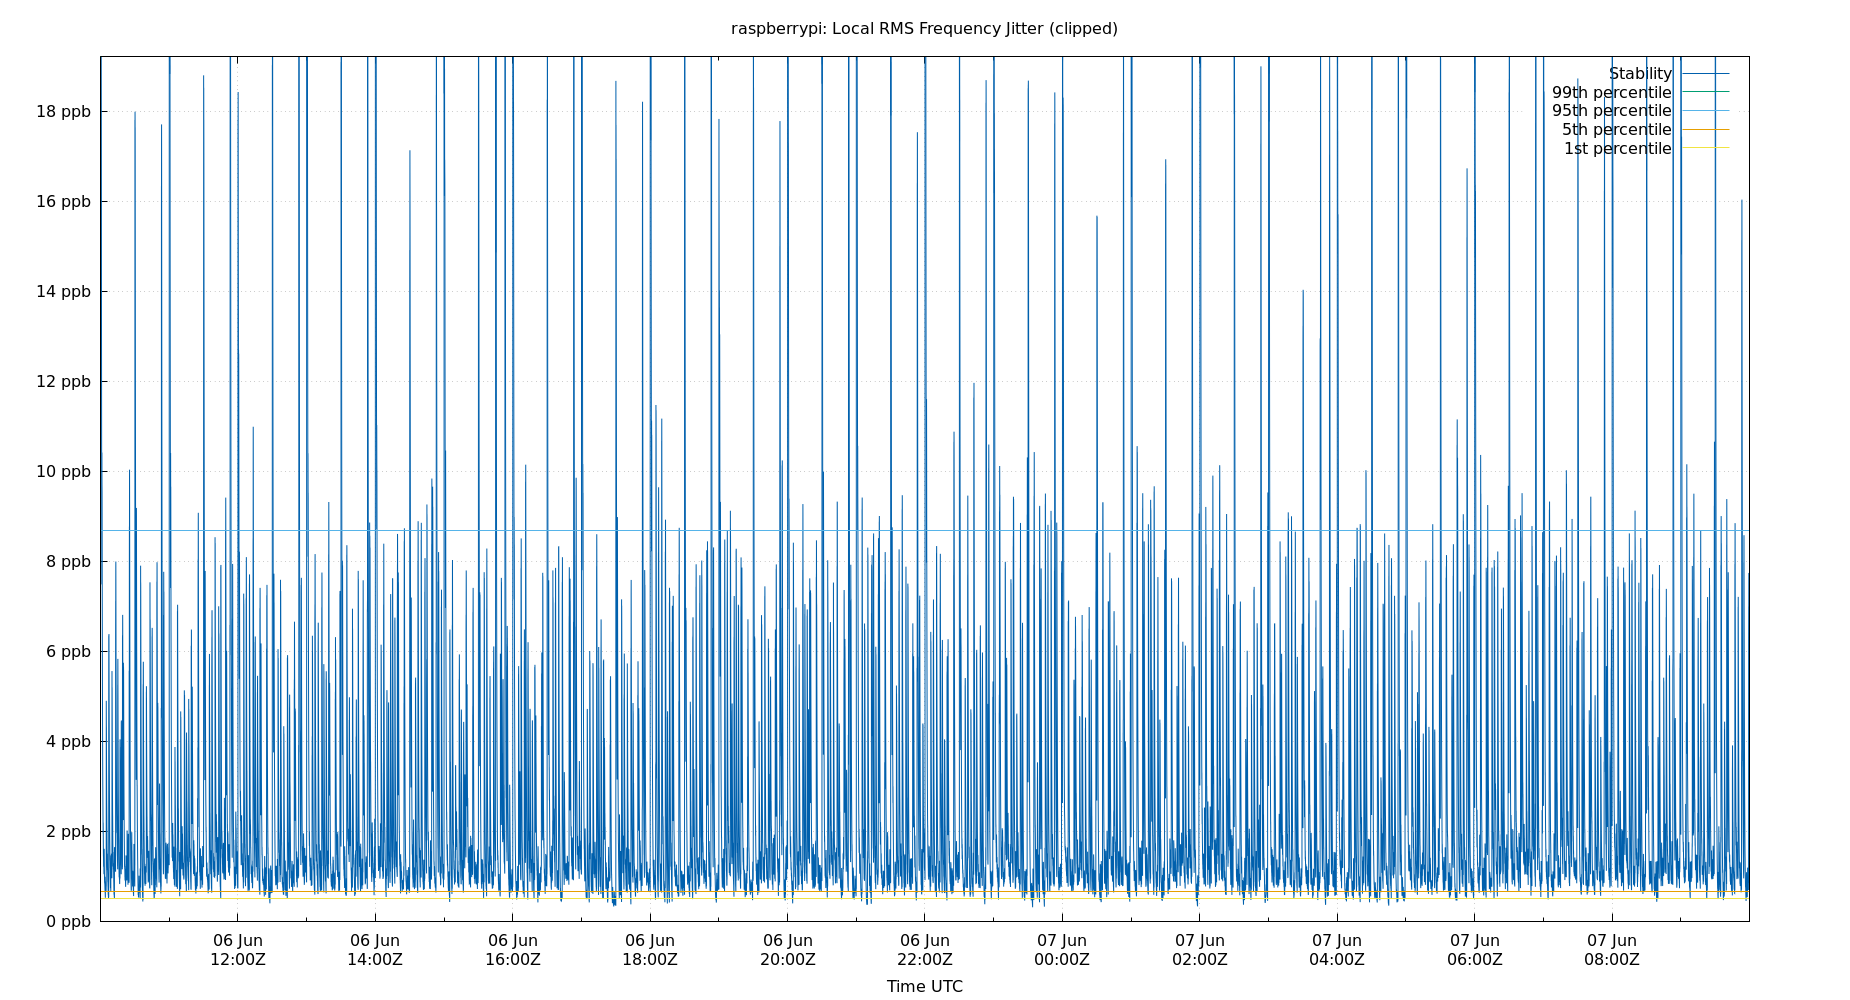 raspberrypi: Local RMS Frequency Jitter (clipped)
Stability
99th percentile
95th percentile
5th percentile
1st percentile
18 ppb
16 ppb
14 ppb
12 ppb
10 ppb
8 ppb
6 ppb
4 ppb
2 ppb
0 ppb
06 Jun 06 Jun 06 Jun 06 Jun 06 Jun 06 Jun 07 Jun 07 Jun 07 Jun 07 Jun 07 Jun
12:00Z 14:00Z 16:00Z 18:00Z 20:00Z 22:00Z 00:00Z 02:00Z 04:00Z 06:00Z 08:00Z
Time UTC